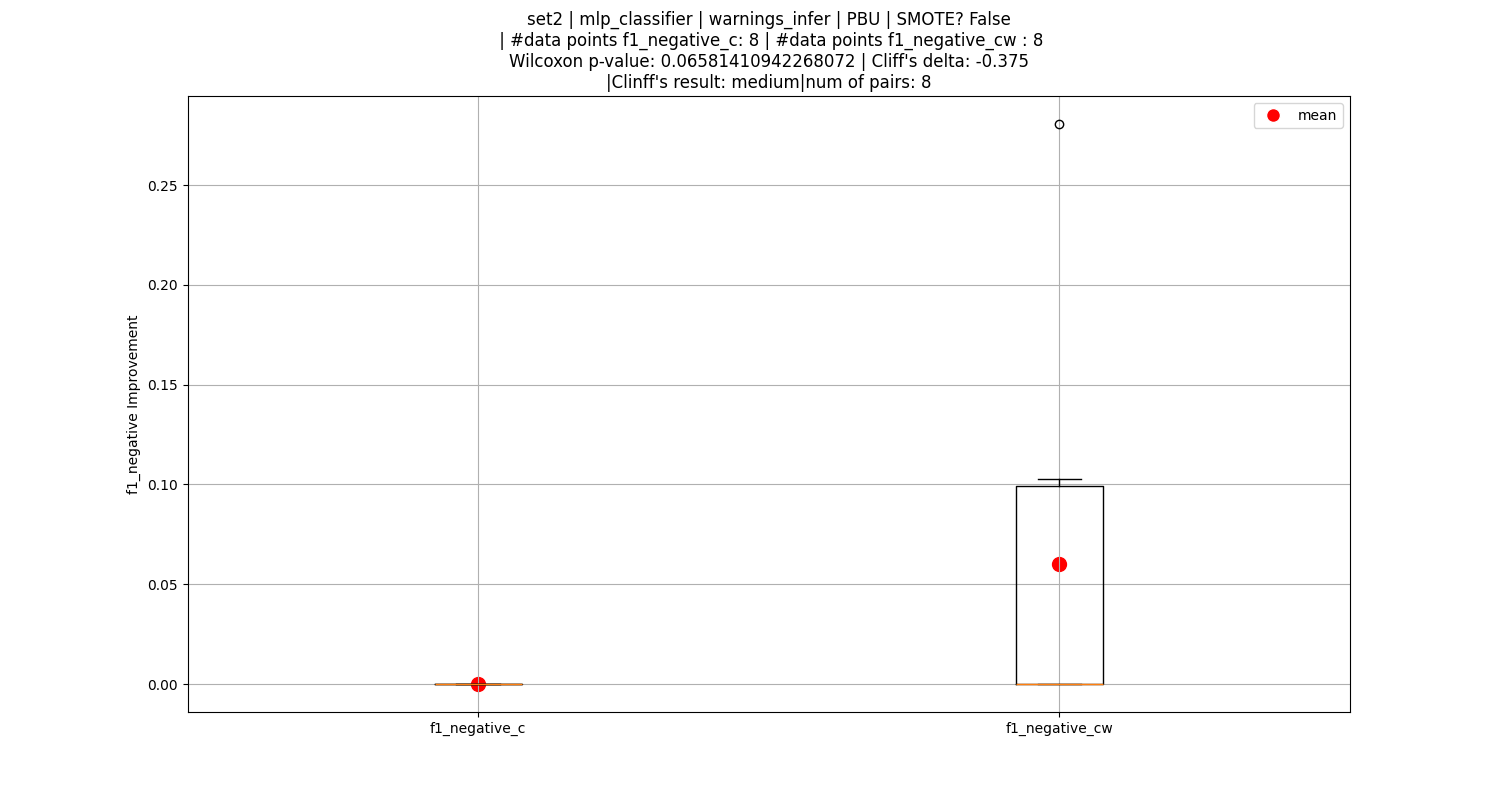 set2 | mlp_classifier | warnings_infer | PBU | SMOTE? False
| #data points f1_negative_c: 8 | #data points f1_negative_cw : 8
Wilcoxon p-value: 0.06581410942268072 | Cliff's delta: -0.375
|Clinff's result: medium|num of pairs: 8
mean
0.25
0.20
0.15
0.10
0.05
0.00
f1_negative Improvement
f1_negative_c
f1_negative_cw